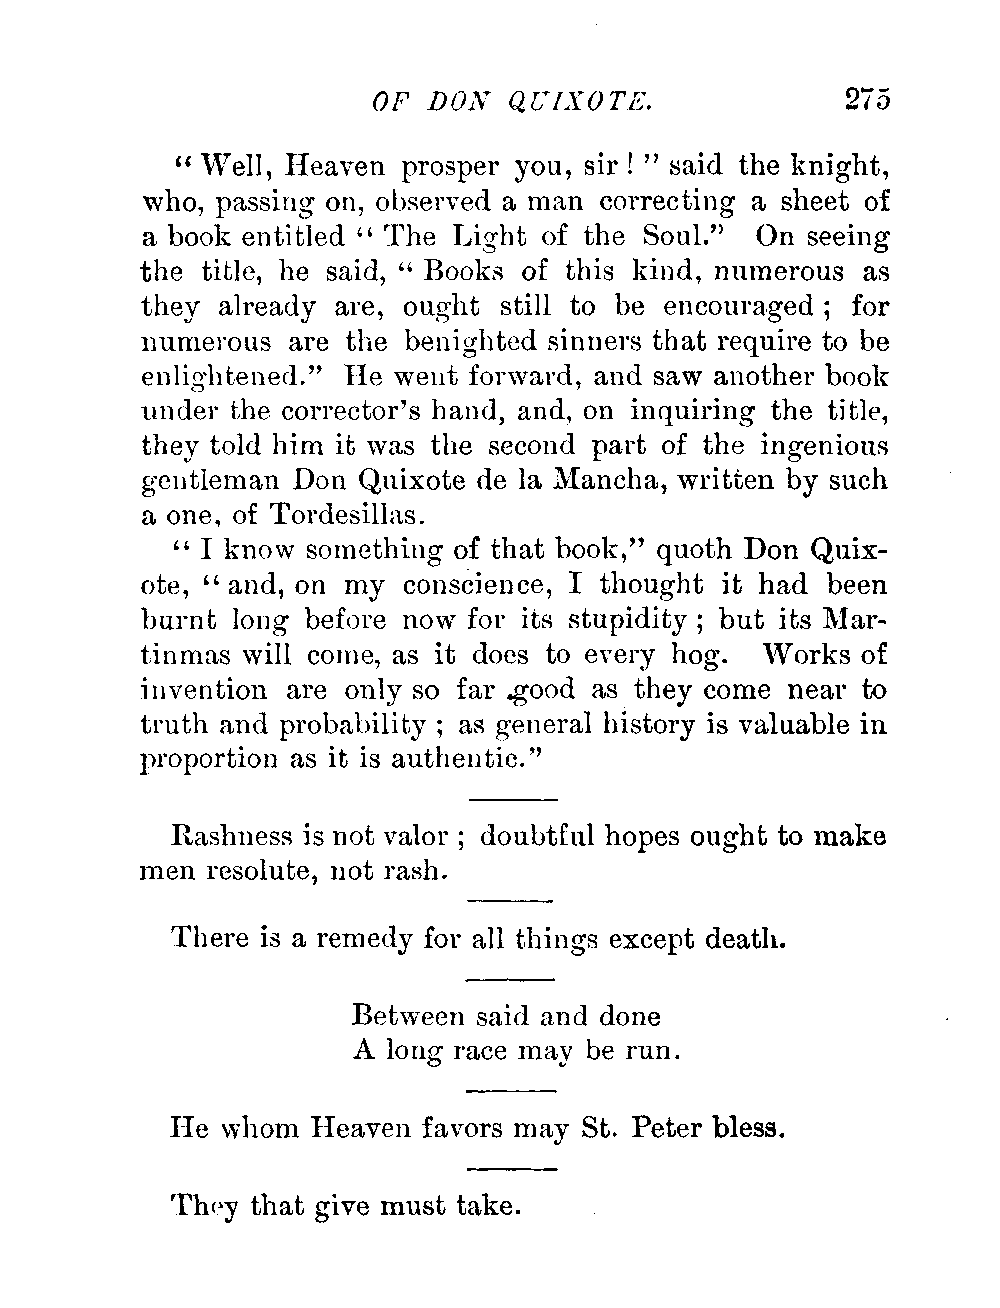 OF DON QUIXOTE. 275
“ Well, Heaven prosper you, sir ! ” said the knight,
who, passing on, observed a man correcting a sheet of
a book entitled “ The Light of the Soul.” On seeing
the title, he said, “ Books of this kind, numerous as
they already are, ought still to be encouraged ; for
numerous are the benighted sinners that require to be
enlightened.” He went forward, and saw another book
under the corrector’s hand, and, on inquiring the title,
they told him it was the second part of the ingenious
gentleman Don Quixote de la Mancha, written by such
a one, of Tordesillas.
“ I know something of that book,” quoth Don Quix-
ote, “ and, on my conscience, I thought it had been
burnt long before now for its stupidity ; but its Mar-
tinmas will come, as it does to every hog. Works of
invention are only so far good as they come near to
truth and probability ; as general history is valuable in
proportion as it is authentic.”
Rashness is not valor ; doubtful hopes ought to make
men resolute, not rash.
There is a remedy for all things except death.
Between said and done
A long race may be run.
He whom Heaven favors may St. Peter bless.
They that give must take.